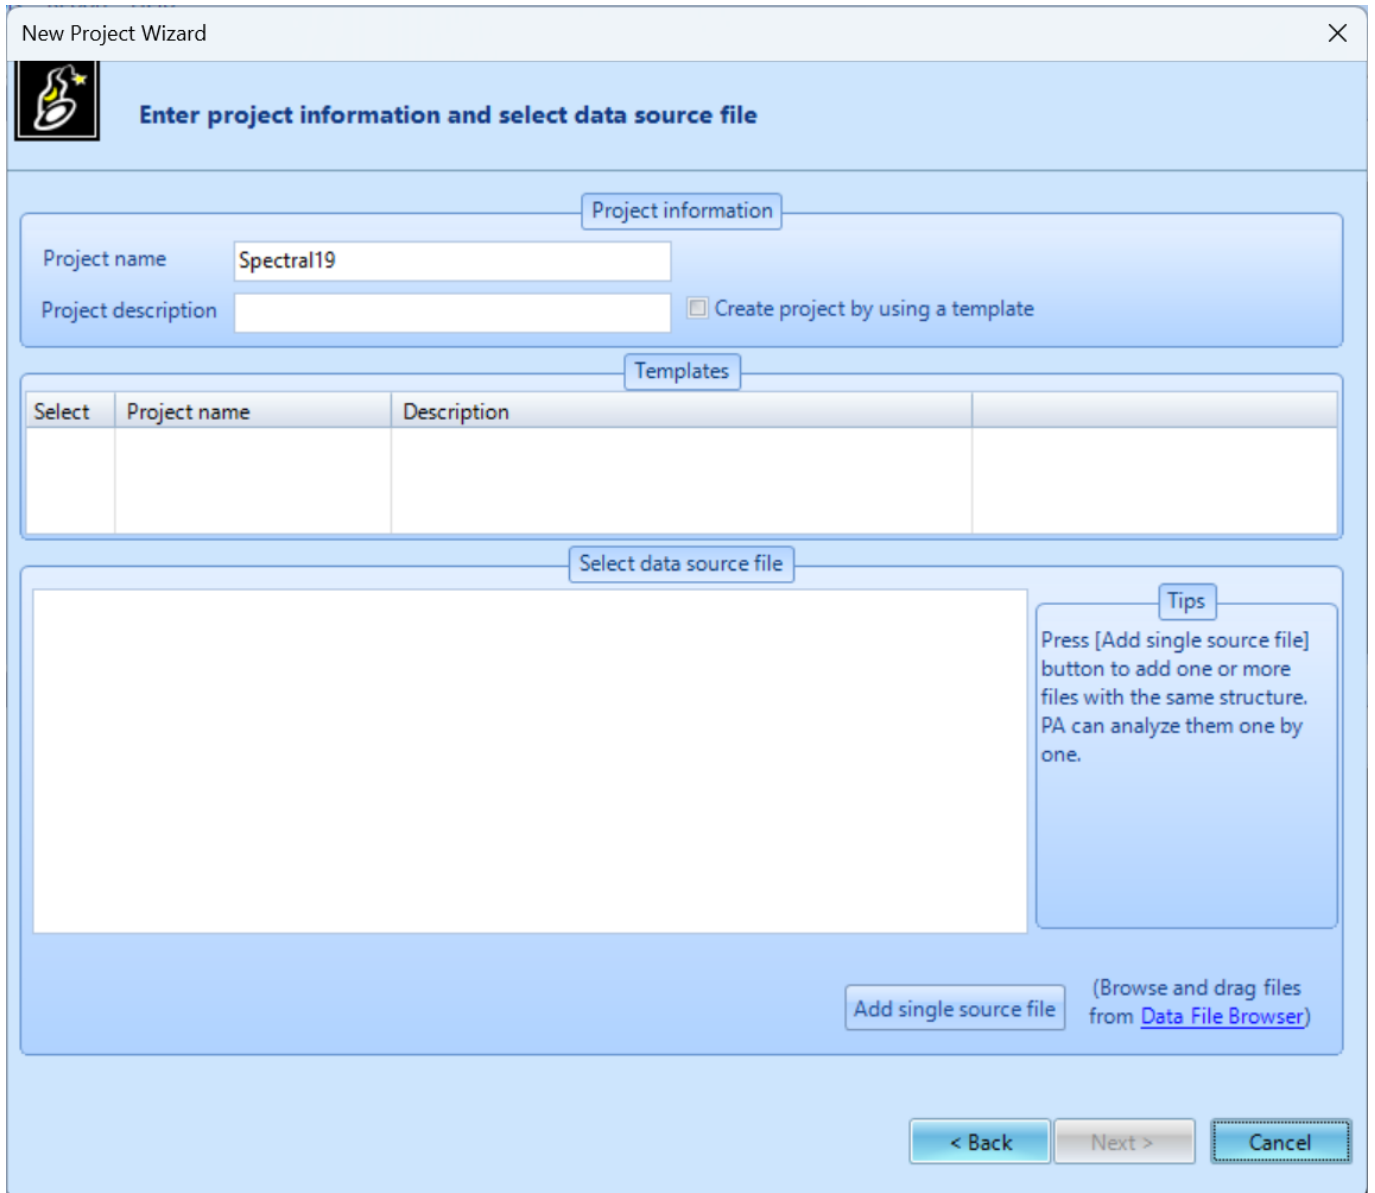 New Project Wizard
Enter project information and select data source file
Project information
Project name
Spectral19
Project description
Create project by using a template
Templates
Select Project name Description
Select data source file
Tips
Press [Add single source file]
button to add one or more
files with the same structure.
PA can analyze them one by
one.
Add single source file
(Browse and drag files
from Data File Browser)
< Back Next > Cancel